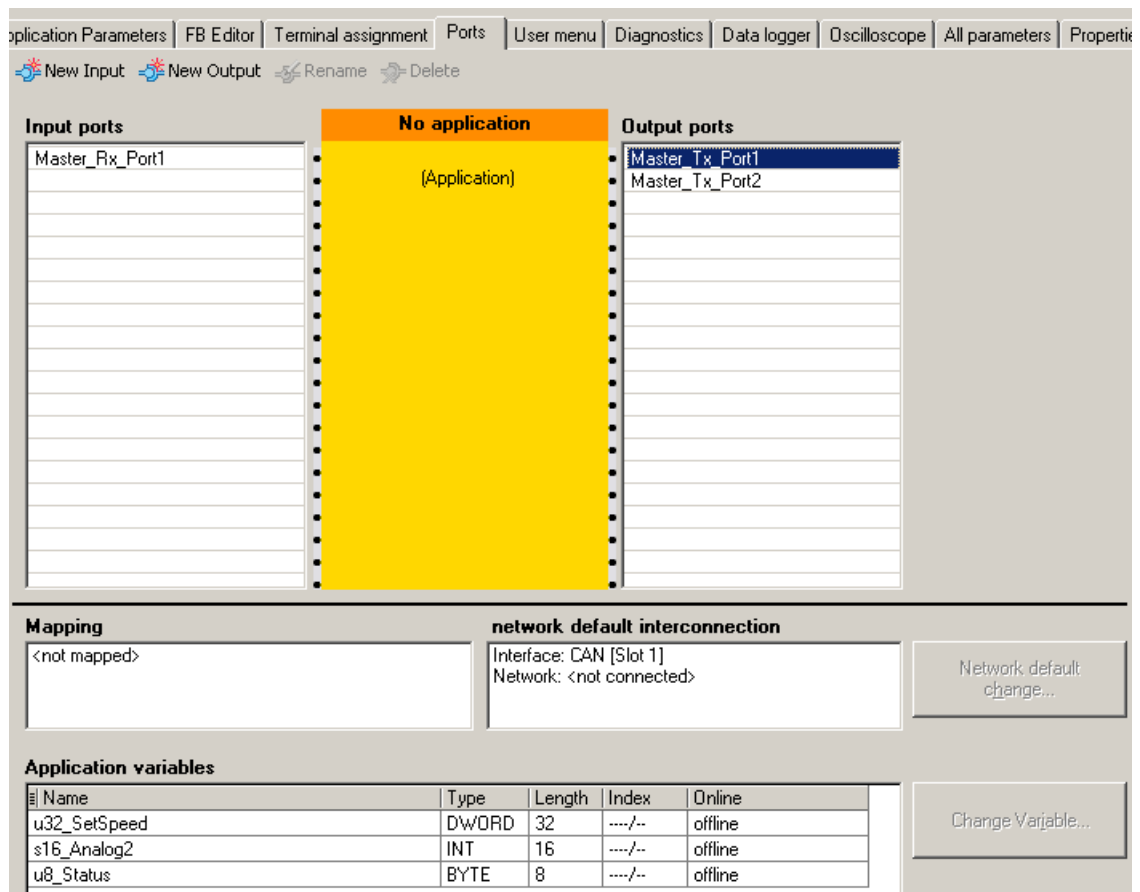 pplication Parameters FB Editor Terminal assignment Ports User menu Diagnostics Data logger Oscilloscope All parameters Propertie
New Input New Output Rename Delete
Input ports No application Output ports
Master_Rx_Port1 Master_Tx_Port1
(Application) Master_Tx_Port2
Mapping network default interconnection
<not mapped> Interface: CAN [Slot 1]
Network: <not connected>
Network default
change...
Application variables
Name Type Length Index Online
u32_SetSpeed DWORD 32 ----/-- offline
s16_Analog2 INT 16 ----/-- offline
u8_Status BYTE 8 ----/-- offline
Change Variable...